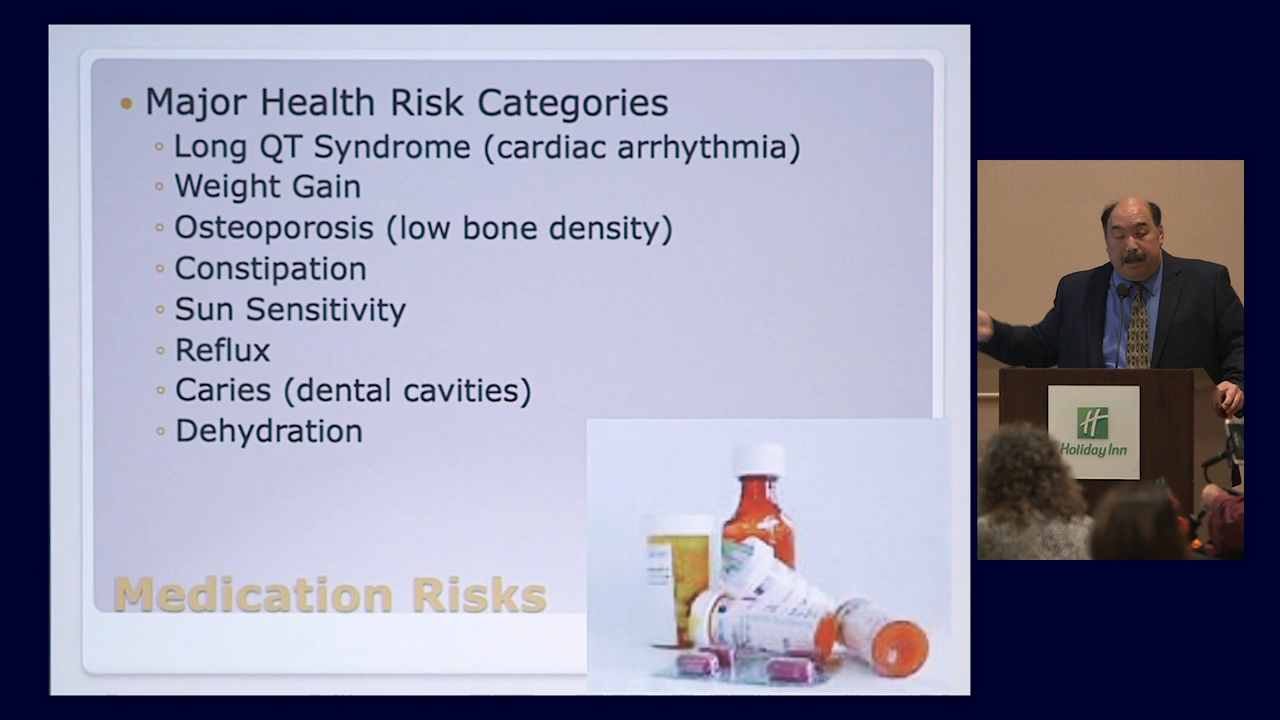 Major Health Risk Categories
Long QT Syndrome (cardiac arrhythmia)
Weight Gain
Osteoporosis (low bone density)
Constipation
Sun Sensitivity
Reflux
Caries (dental cavities)
Dehydration
Medication Risks
H
Holiday Inn